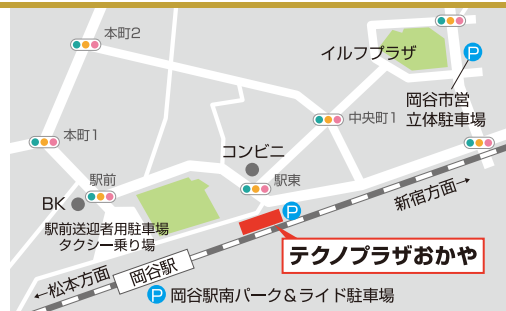 本町2
イルフプラザ
P
岡谷市営
立体駐車場
中央町1
本町1
コンビニ
駅前
駅東
BK
駅前送迎者用駐車場
タクシー乗り場
P
新宿方面→
テクノプラザおかや
←松本方面
岡谷駅
P 岡谷駅南パーク&ライド駐車場